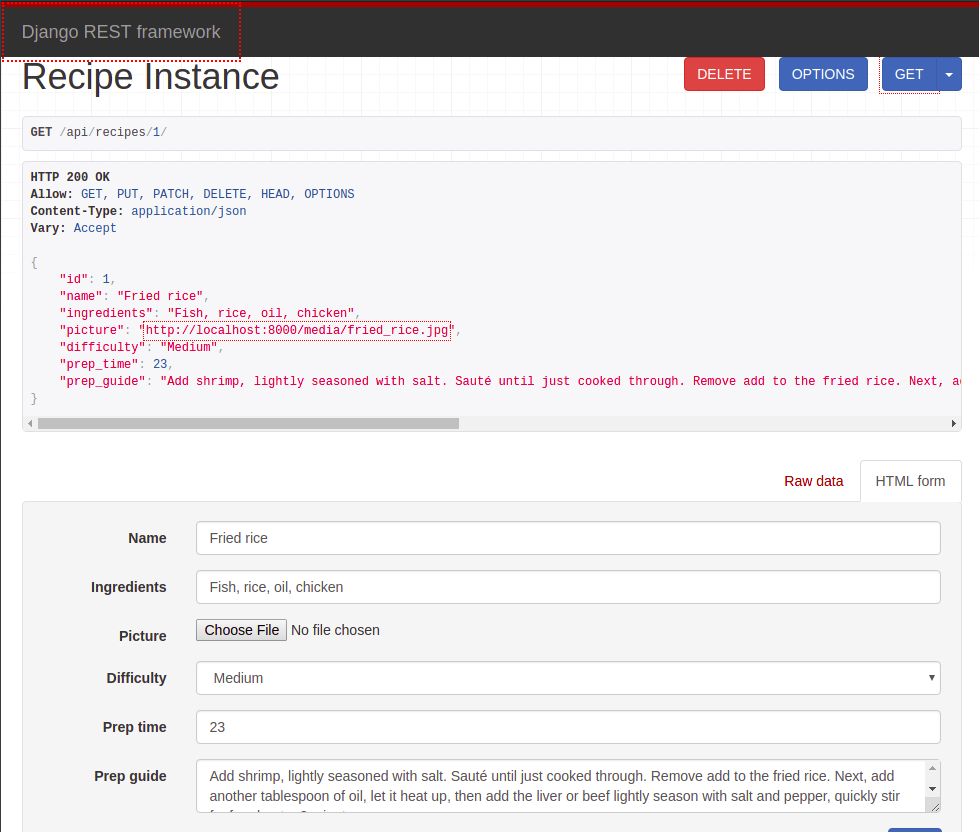 Django REST framework
Recipe Instance
DELETE
OPTIONS
GET
GET /api/recipes/1/
HTTP 200 OK
Allow: GET, PUT, PATCH, DELETE, HEAD, OPTIONS
Content-Type: application/json
Vary: Accept
{
    "id": 1,
    "name": "Fried rice",
    "ingredients": "Fish, rice, oil, chicken",
    "picture": "http://localhost:8000/media/fried_rice.jpg",
    "difficulty": "Medium",
    "prep_time": 23,
    "prep_guide": "Add shrimp, lightly seasoned with salt. Sauté until just cooked through. Remove add to the fried rice. Next,
}
Raw data
HTML form
Name
Fried rice
Ingredients
Fish, rice, oil, chicken
Picture
Choose File No file chosen
Difficulty
Medium
Prep time
23
Prep guide
Add shrimp, lightly seasoned with salt. Sauté until just cooked through. Remove add to the fried rice. Next, add
another tablespoon of oil, let it heat up, then add the liver or beef lightly season with salt and pepper, quickly stir